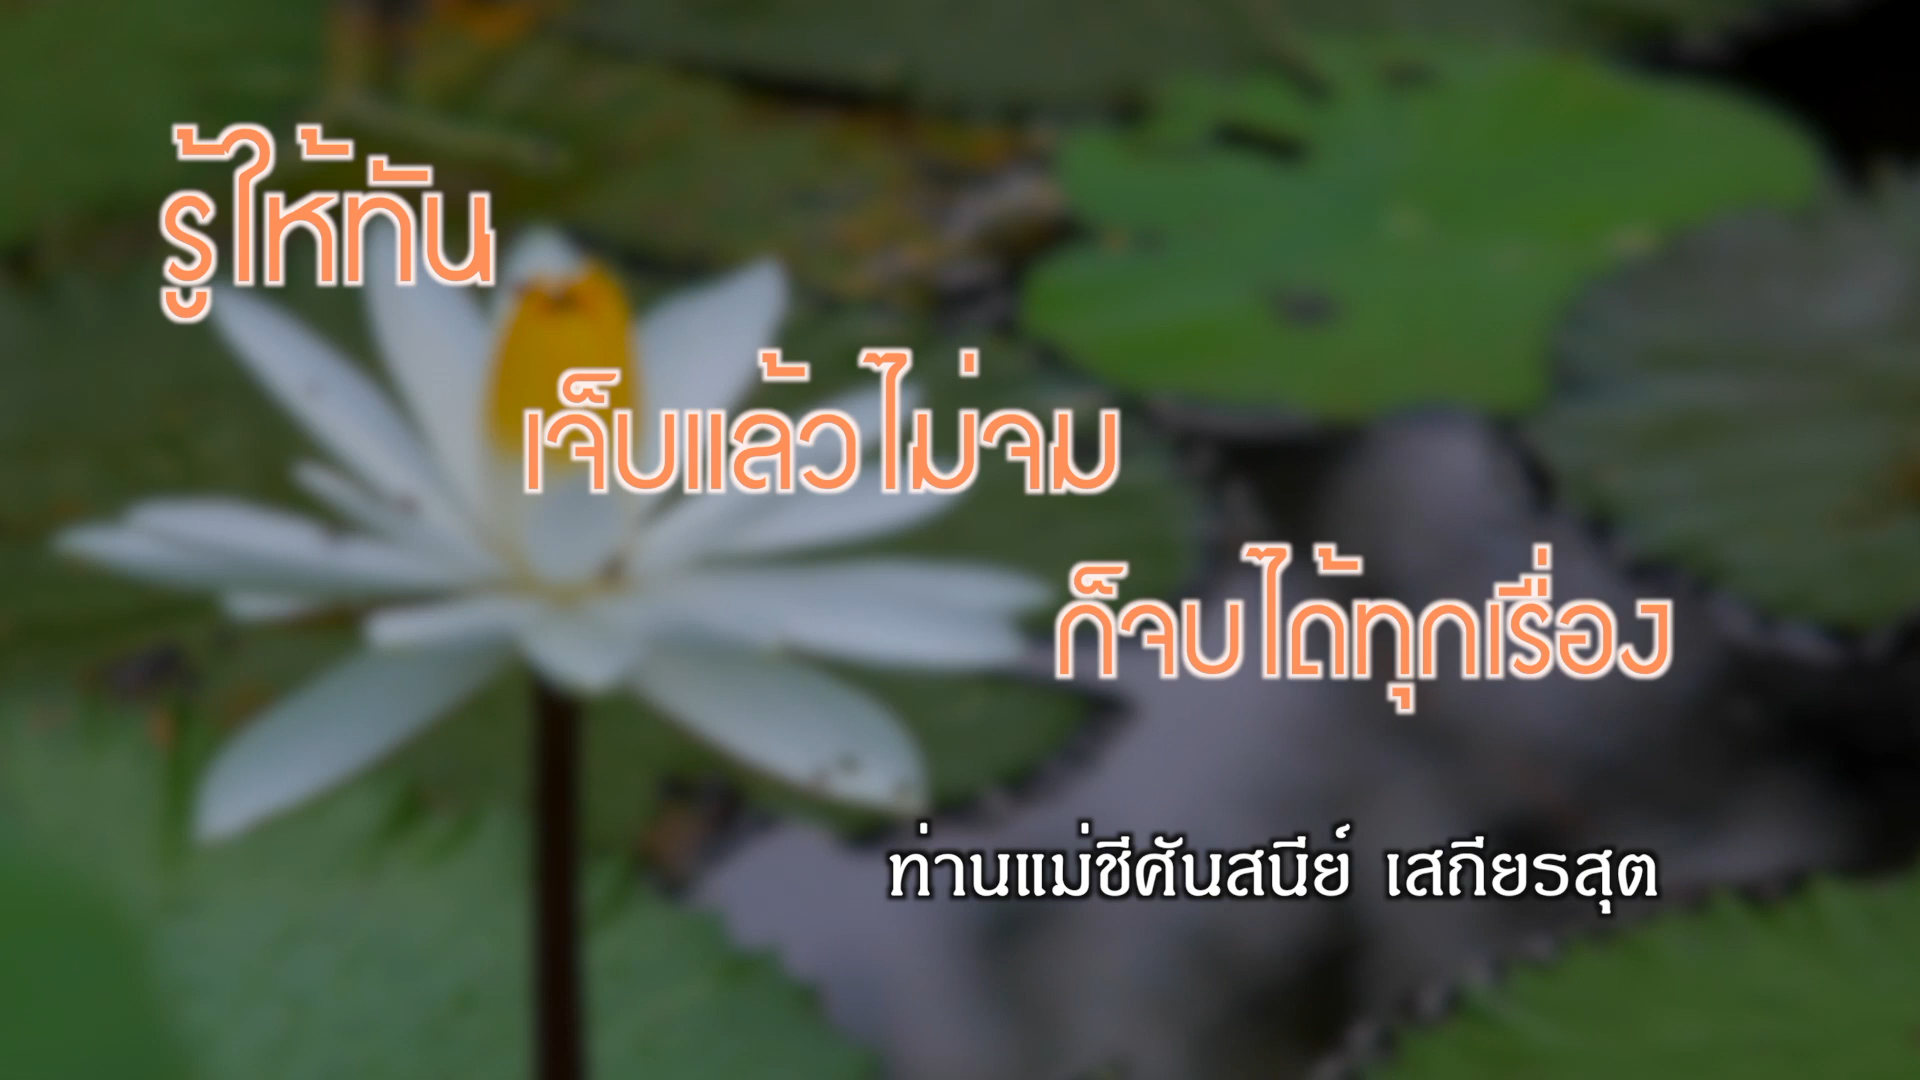 รู้ให้ทัน
เจ็บแล้วไม่จม
ก็จบได้ทุกเรื่อง
ท่านแม่ชีศันสนีย์ เสถียรสุต